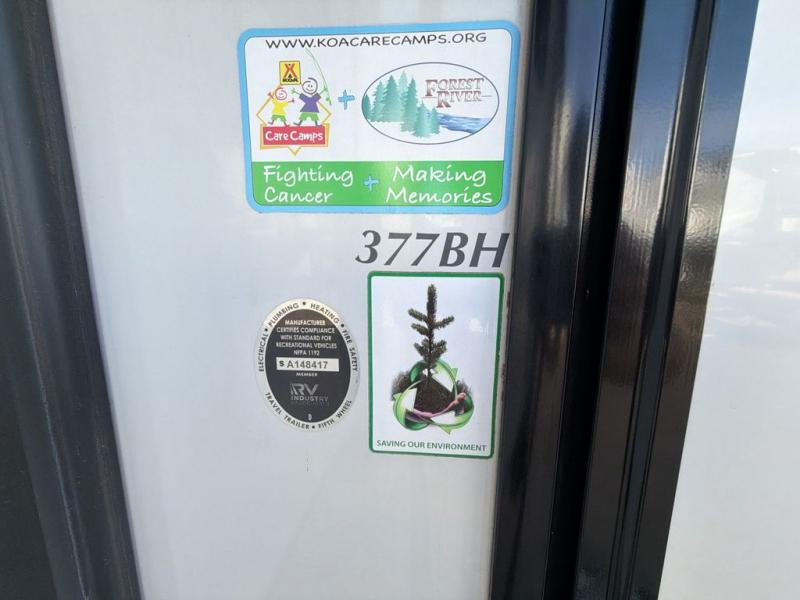 WWW.KOACARECAMPS.ORG
KOA
Care Camps
+
FOREST RIVER
Fighting Cancer + Making Memories
377BH
ELECTRICAL • PLUMBING • HEATING • FIRE SAFETY
MANUFACTURER
CERTIFIES COMPLIANCE
WITH STANDARD FOR
RECREATIONAL VEHICLES
NFPA 1192
S A148417
MEMBER
RV
INDUSTRY
D
TRAVEL TRAILER • FIFTH WHEEL
SAVING OUR ENVIRONMENT